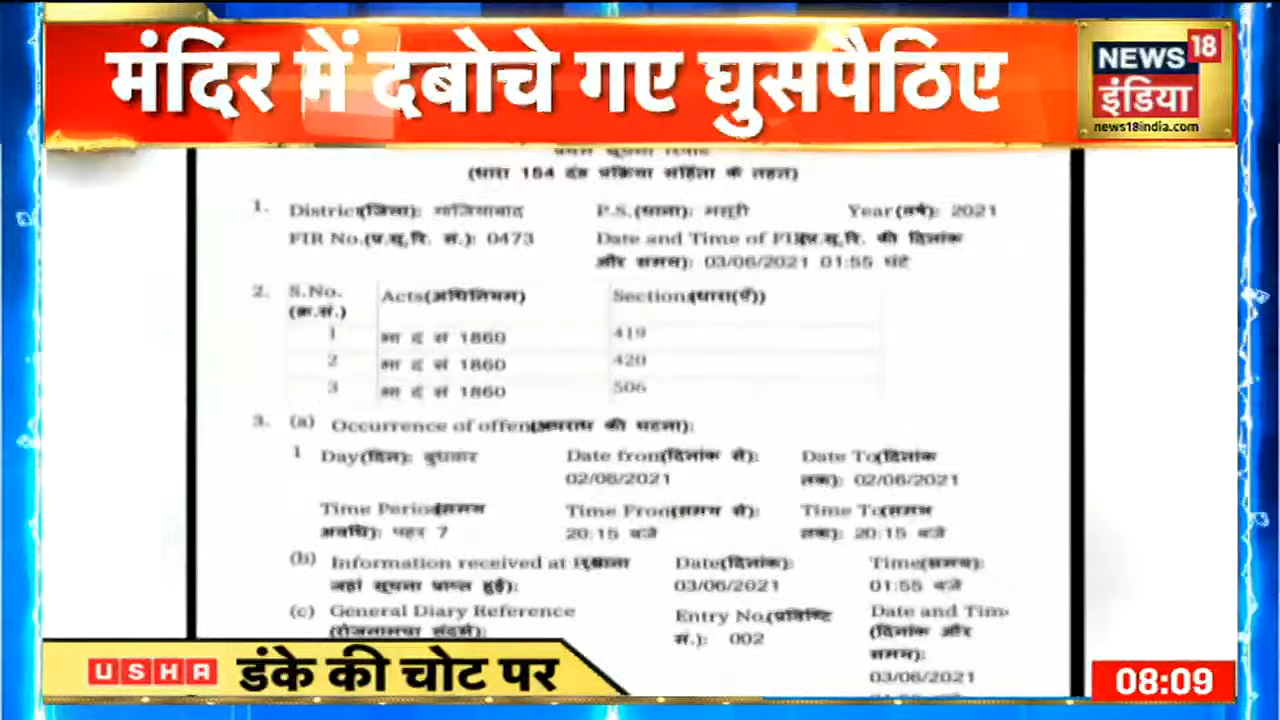 मंदिर में दबोचे गए घुसपैठिए
NEWS 18
इंडिया
news18india.com
(धारा 154 दंड प्रक्रिया संहिता के तहत)
1. District(जिला): गाजियाबाद P.S.(थाना): मसूरी Year(वर्ष): 2021
FIR No.(प्र.सू.रि. सं.): 0473 Date and Time of FIR(प्र.सू.रि. की दिनांक
और समय): 03/06/2021 01:55 घंटे
2. S.No. Acts(अधिनियम) Sections(धारा(एँ))
(क्र.सं.)
1 भा द सं 1860 419
2 भा द सं 1860 420
3 भा द सं 1860 506
3. (a) Occurrence of offence(अपराध की घटना):
1 Day(दिन): बुधवार Date from(दिनांक से): Date To(दिनांक
02/06/2021 तक): 02/06/2021
Time Period(समय Time From(समय से): Time To(समय
अवधि): पहर 7 20:15 बजे तक): 20:15 बजे
(b) Information received at Date(दिनांक): Time(समय):
जहां सूचना प्राप्त हुई): 03/06/2021 01:55 बजे
(c) General Diary Reference Entry No.(प्रविष्टि Date and Time
(रोजनामचा संदर्भ): सं.): 002 (दिनांक और
समय):
03/06/2021
USHA डंके की चोट पर
08:09